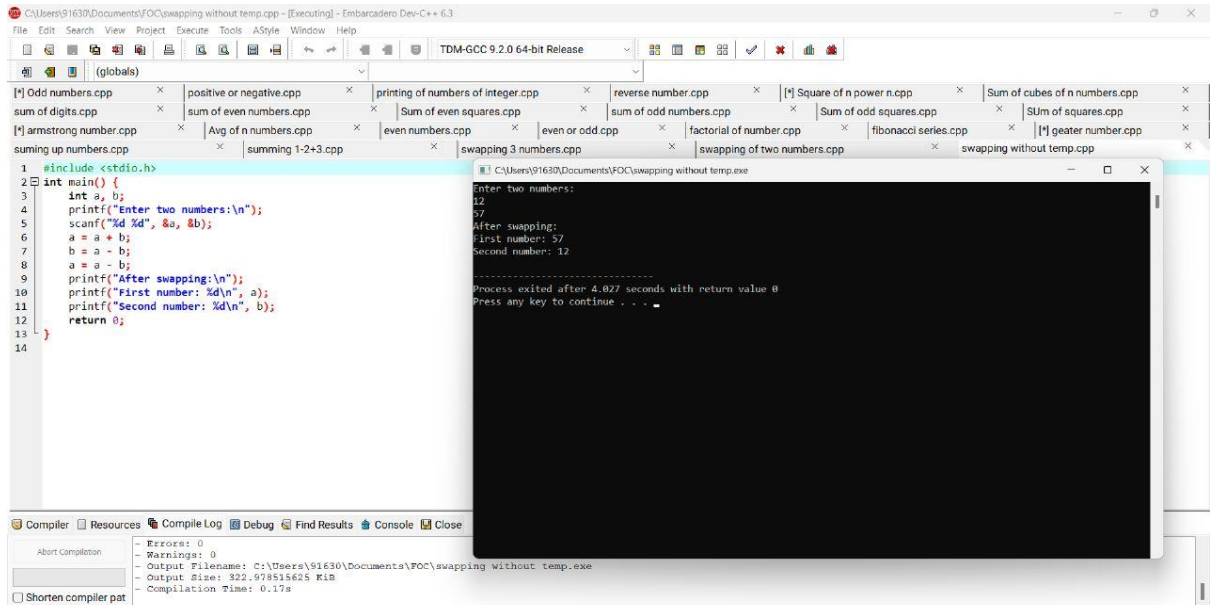 C:\Users\91630\Documents\FOC\swapping without temp.cpp - [Executing] - Embarcadero Dev-C++ 6.3
File Edit Search View Project Execute Tools AStyle Window Help
TDM-GCC 9.2.0 64-bit Release
(globals)
[*] Odd numbers.cpp positive or negative.cpp printing of numbers of integer.cpp reverse number.cpp [*] Square of n power n.cpp Sum of cubes of n numbers.cpp
sum of digits.cpp sum of even numbers.cpp Sum of even squares.cpp sum of odd numbers.cpp Sum of odd squares.cpp SUm of squares.cpp
[*] armstrong number.cpp Avg of n numbers.cpp even numbers.cpp even or odd.cpp factorial of number.cpp fibonacci series.cpp [*] geater number.cpp
suming up numbers.cpp summing 1-2+3.cpp swapping 3 numbers.cpp swapping of two numbers.cpp swapping without temp.cpp
1 #include <stdio.h>
2 int main() {
3 int a, b;
4 printf("Enter two numbers:\n");
5 scanf("%d %d", &a, &b);
6 a = a + b;
7 b = a - b;
8 a = a - b;
9 printf("After swapping:\n");
10 printf("First number: %d\n", a);
11 printf("Second number: %d\n", b);
12 return 0;
13 }
14
C:\Users\91630\Documents\FOC\swapping without temp.exe
Enter two numbers:
12
57
After swapping:
First number: 57
Second number: 12
--------------------------------
Process exited after 4.027 seconds with return value 0
Press any key to continue . . .
Compiler Resources Compile Log Debug Find Results Console Close
Abort Compilation
Shorten compiler pat
- Errors: 0
- Warnings: 0
- Output Filename: C:\Users\91630\Documents\FOC\swapping without temp.exe
- Output Size: 322.978515625 KiB
- Compilation Time: 0.17s